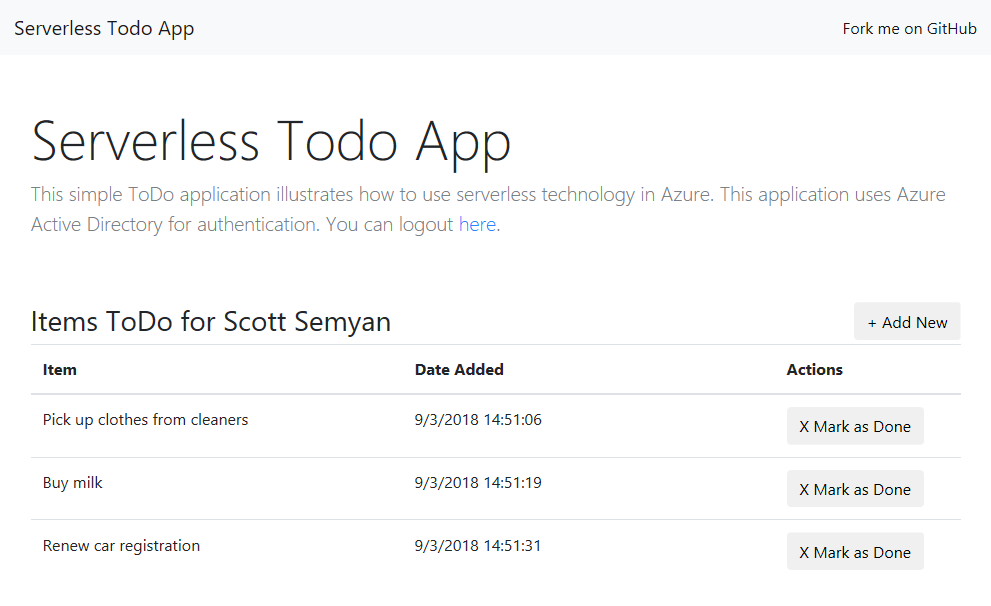 Serverless Todo App
Fork me on GitHub
Serverless Todo App
This simple ToDo application illustrates how to use serverless technology in Azure. This application uses Azure
Active Directory for authentication. You can logout here.
Items ToDo for Scott Semyan
+ Add New
Item Date Added Actions
Pick up clothes from cleaners 9/3/2018 14:51:06 X Mark as Done
Buy milk 9/3/2018 14:51:19 X Mark as Done
Renew car registration 9/3/2018 14:51:31 X Mark as Done